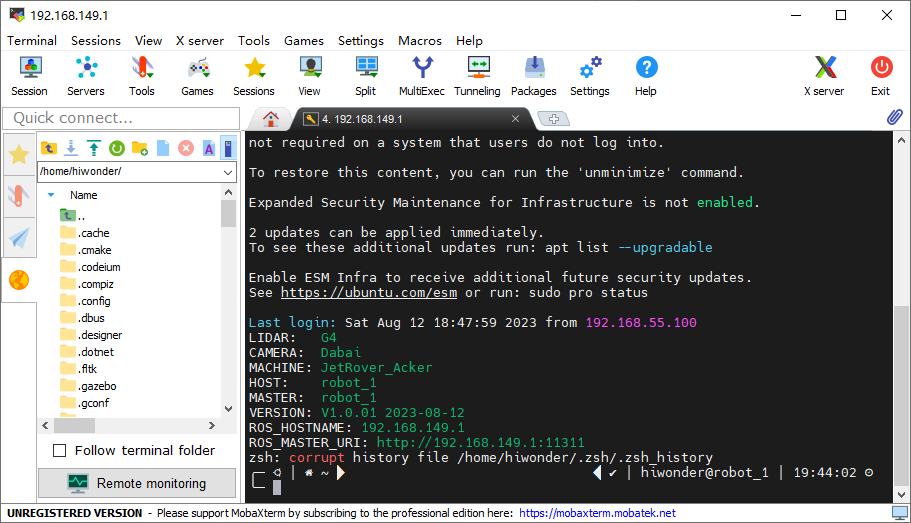 192.168.149.1
Terminal Sessions View X server Tools Games Settings Macros Help
Session Servers Tools Games Sessions View Split MultiExec Tunneling Packages Settings Help X server Exit
Quick connect...
4. 192.168.149.1
/home/hiwonder/
Name
..
.cache
.cmake
.codeium
.compiz
.config
.dbus
.designer
.dotnet
.fltk
.gazebo
.gconf
Follow terminal folder
Remote monitoring
not required on a system that users do not log into.
To restore this content, you can run the 'unminimize' command.
Expanded Security Maintenance for Infrastructure is not enabled.
2 updates can be applied immediately.
To see these additional updates run: apt list --upgradable
Enable ESM Infra to receive additional future security updates.
See https://ubuntu.com/esm or run: sudo pro status
Last login: Sat Aug 12 18:47:59 2023 from 192.168.55.100
LIDAR: G4
CAMERA: Dabai
MACHINE: JetRover_Acker
HOST: robot_1
MASTER: robot_1
VERSION: V1.0.01 2023-08-12
ROS_HOSTNAME: 192.168.149.1
ROS_MASTER_URI: http://192.168.149.1:11311
zsh: corrupt history file /home/hiwonder/.zsh/.zsh_history
| ~ ✔ | hiwonder@robot_1 | 19:44:02
UNREGISTERED VERSION - Please support MobaXterm by subscribing to the professional edition here: https://mobaxterm.mobatek.net